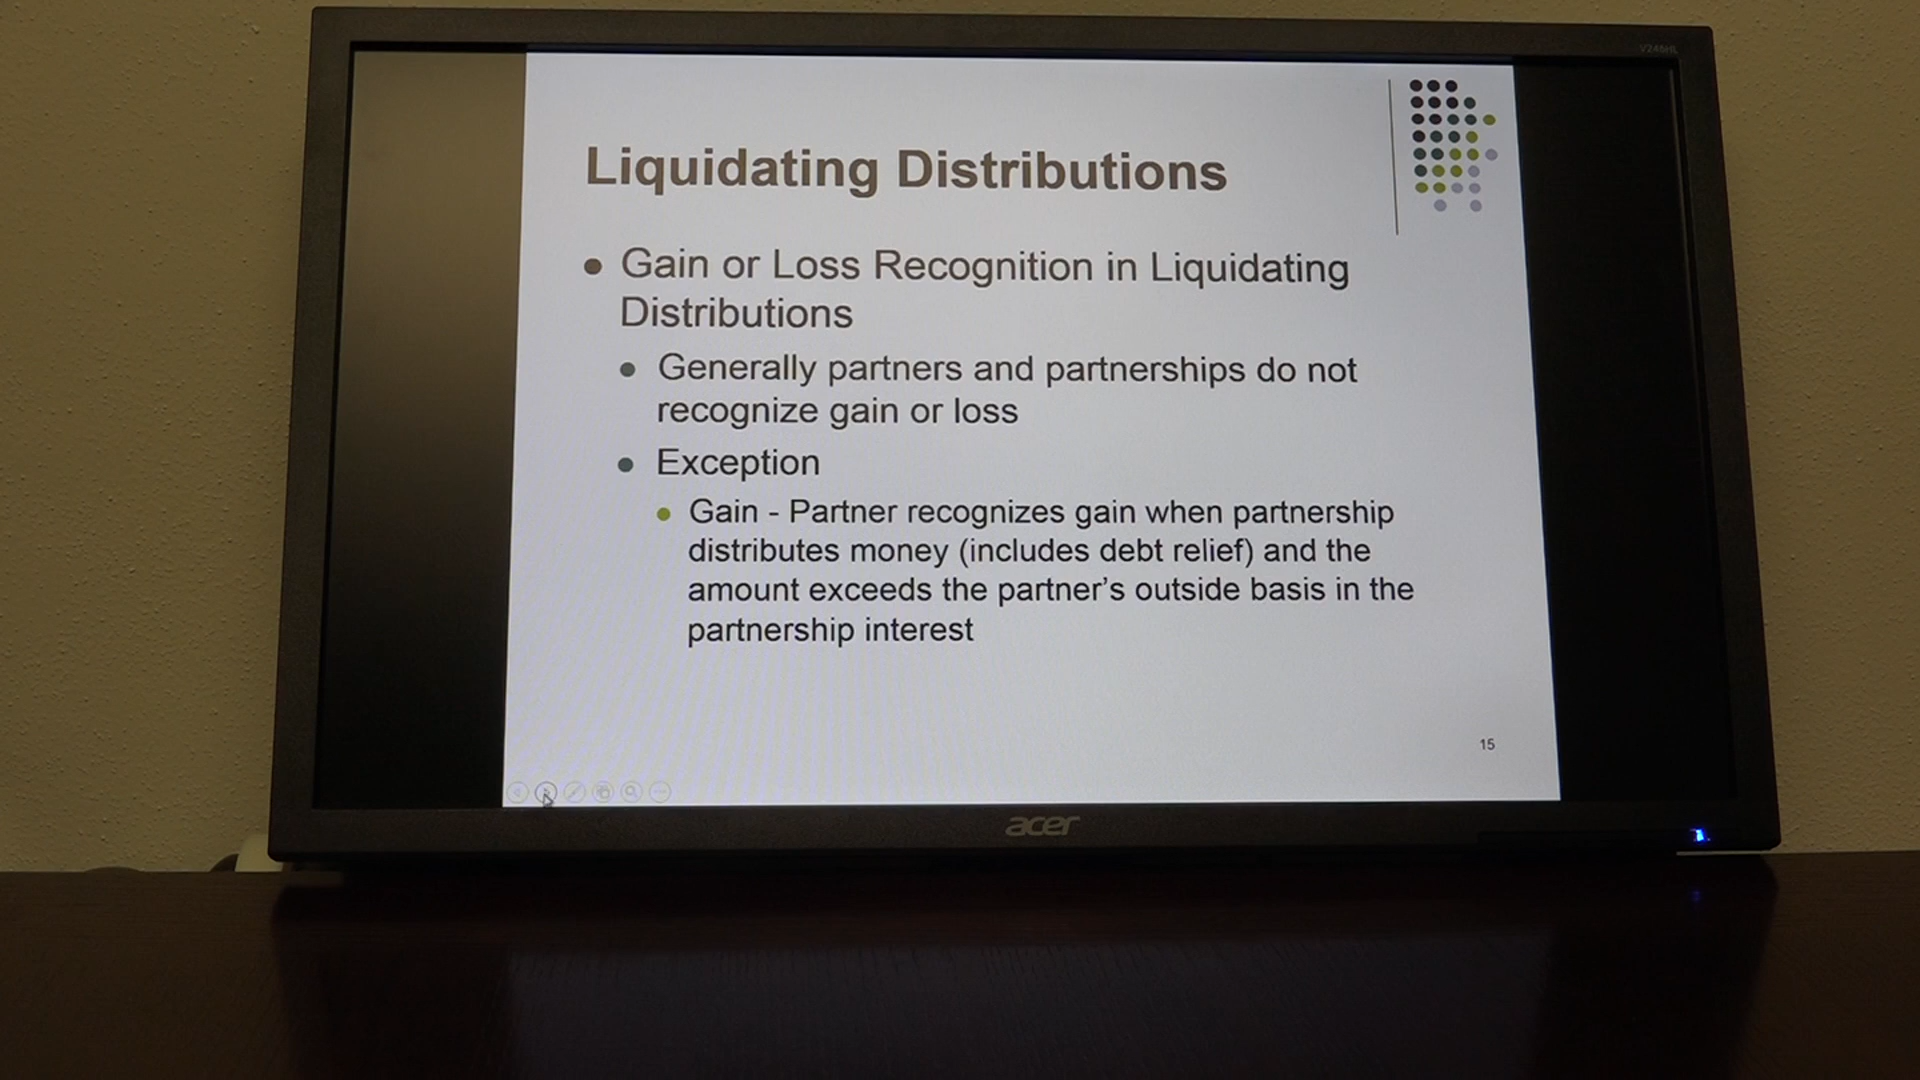 V246HL
Liquidating Distributions
Gain or Loss Recognition in Liquidating
Distributions
Generally partners and partnerships do not
recognize gain or loss
Exception
Gain - Partner recognizes gain when partnership
distributes money (includes debt relief) and the
amount exceeds the partner's outside basis in the
partnership interest
15
acer